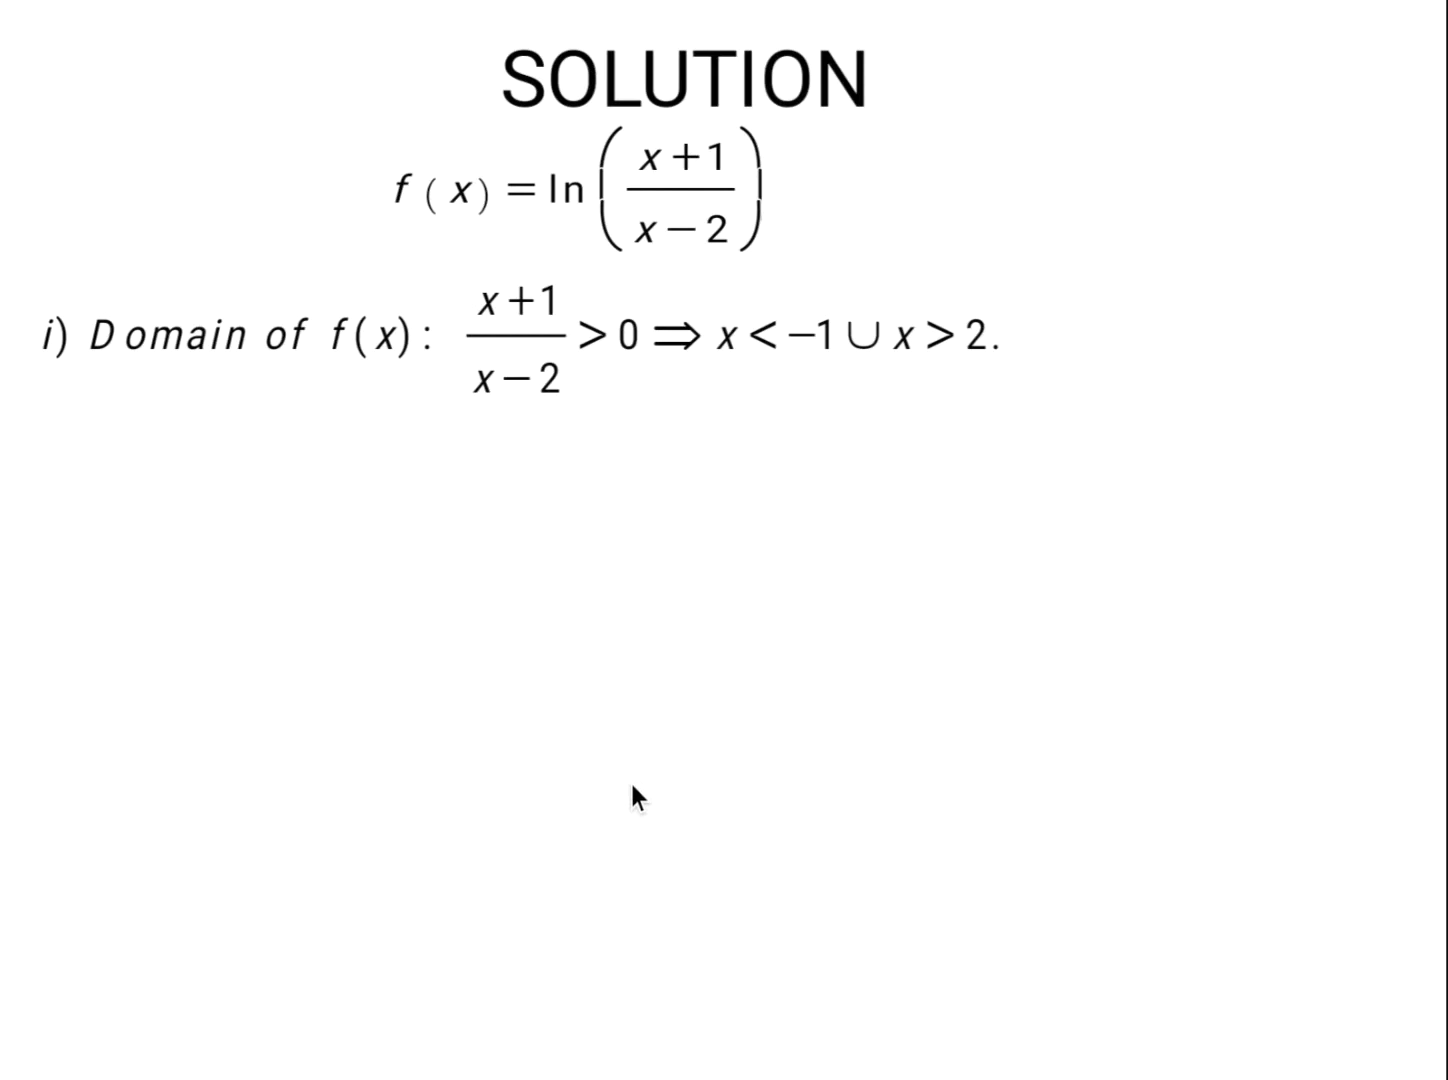 SOLUTION
f(x) = ln((x+1)/(x−2))
i) Domain of f(x): (x+1)/(x−2) > 0 ⇒ x < −1 ∪ x > 2.